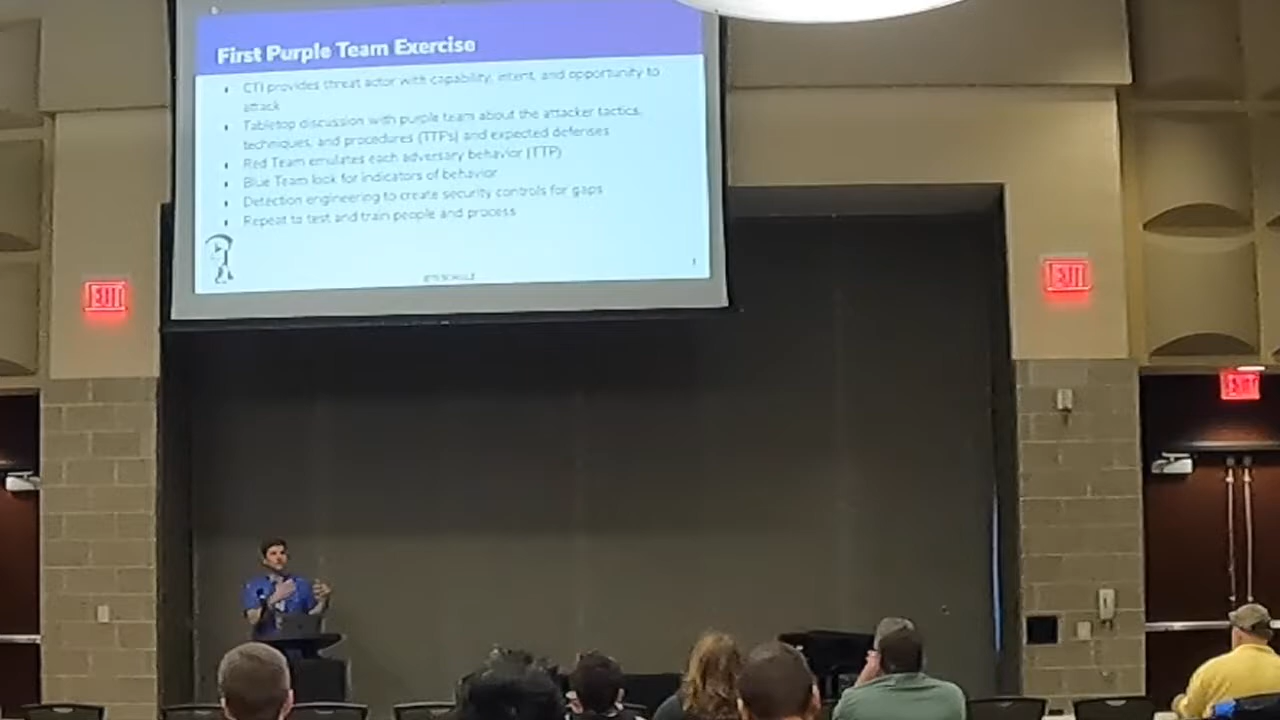 First Purple Team Exercise
CTI provides threat actor with capability, intent, and opportunity to
attack
Tabletop discussion with purple team about the attacker tactics,
techniques, and procedures (TTPs) and expected defenses
Red Team emulates each adversary behavior (TTP)
Blue Team look for indicators of behavior
Detection engineering to create security controls for gaps
Repeat to test and train people and process
EXIT
EXIT
EXIT